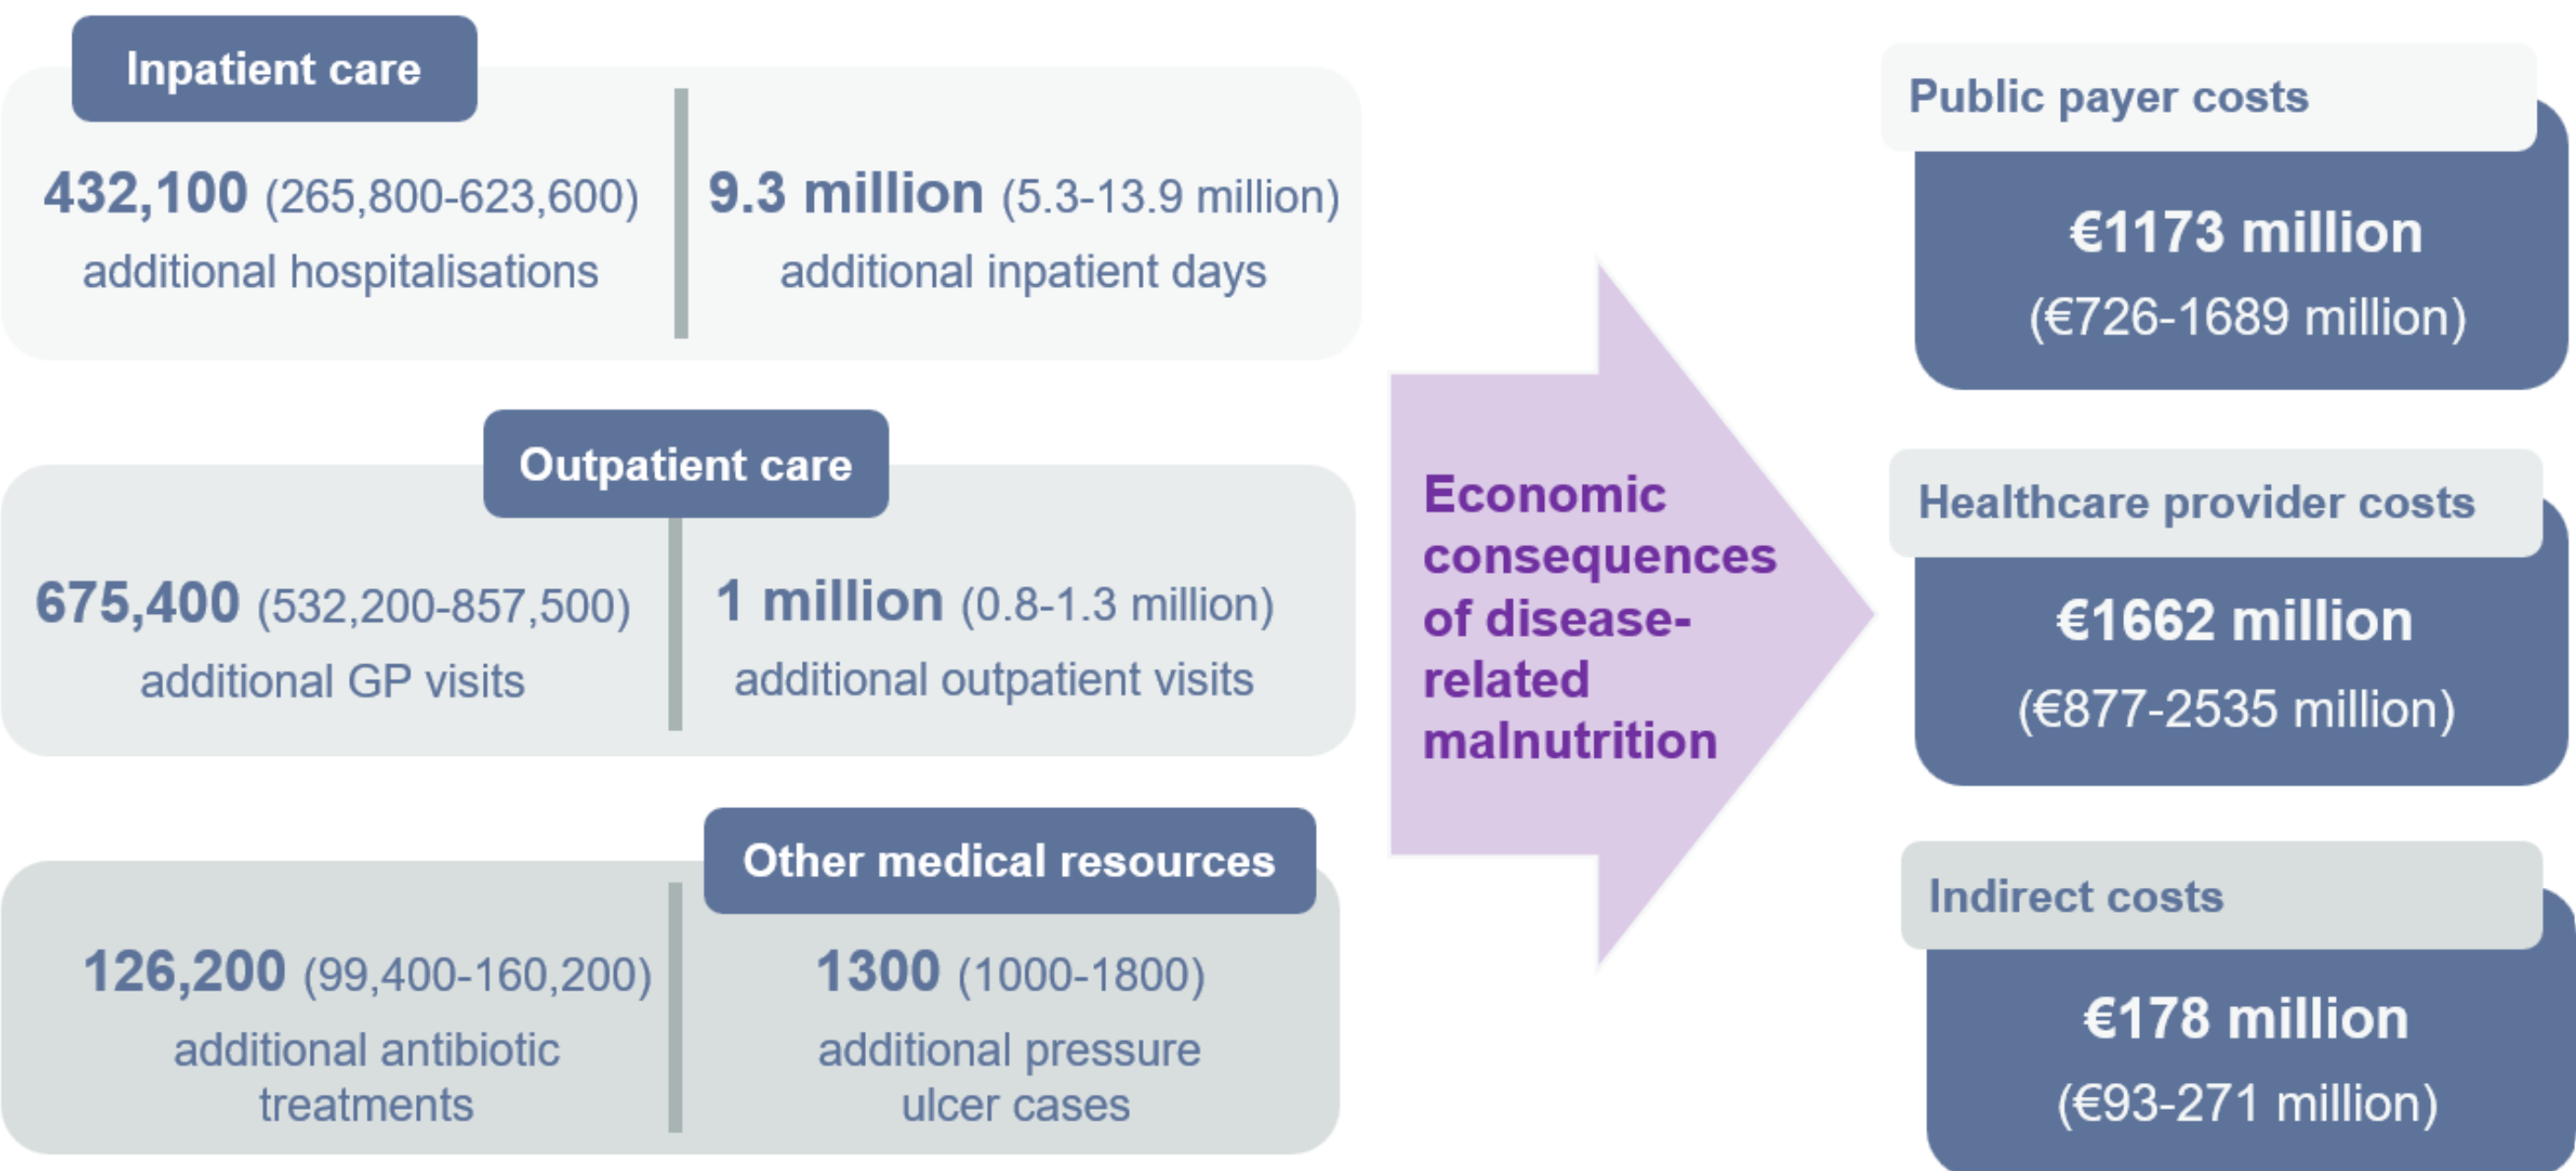 Inpatient care
432,100 (265,800-623,600)
additional hospitalisations
9.3 million (5.3-13.9 million)
additional inpatient days
Outpatient care
675,400 (532,200-857,500)
additional GP visits
1 million (0.8-1.3 million)
additional outpatient visits
Other medical resources
126,200 (99,400-160,200)
additional antibiotic
treatments
1300 (1000-1800)
additional pressure
ulcer cases
Economic
consequences
of disease-
related
malnutrition
Public payer costs
€1173 million
(€726-1689 million)
Healthcare provider costs
€1662 million
(€877-2535 million)
Indirect costs
€178 million
(€93-271 million)